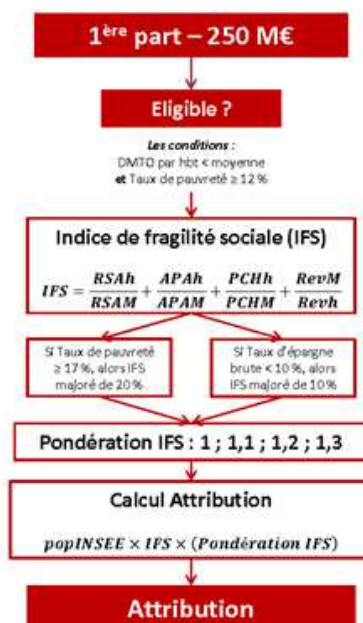 1ère part – 250 M€
Eligible ?
Les conditions :
DMTO par hbt < moyenne
et Taux de pauvreté ≥ 12 %
Indice de fragilité sociale (IFS)
IFS = RSAh/RSAM + APAh/APAM + PCHh/PCHM + RevM/Revh
Si Taux de pauvreté
≥ 17 %, alors IFS
majoré de 20 %
Si Taux d'épargne
brute < 10 %, alors
IFS majoré de 10 %
Pondération IFS : 1 ; 1,1 ; 1,2 ; 1,3
Calcul Attribution
popINSEE × IFS × (Pondération IFS)
Attribution